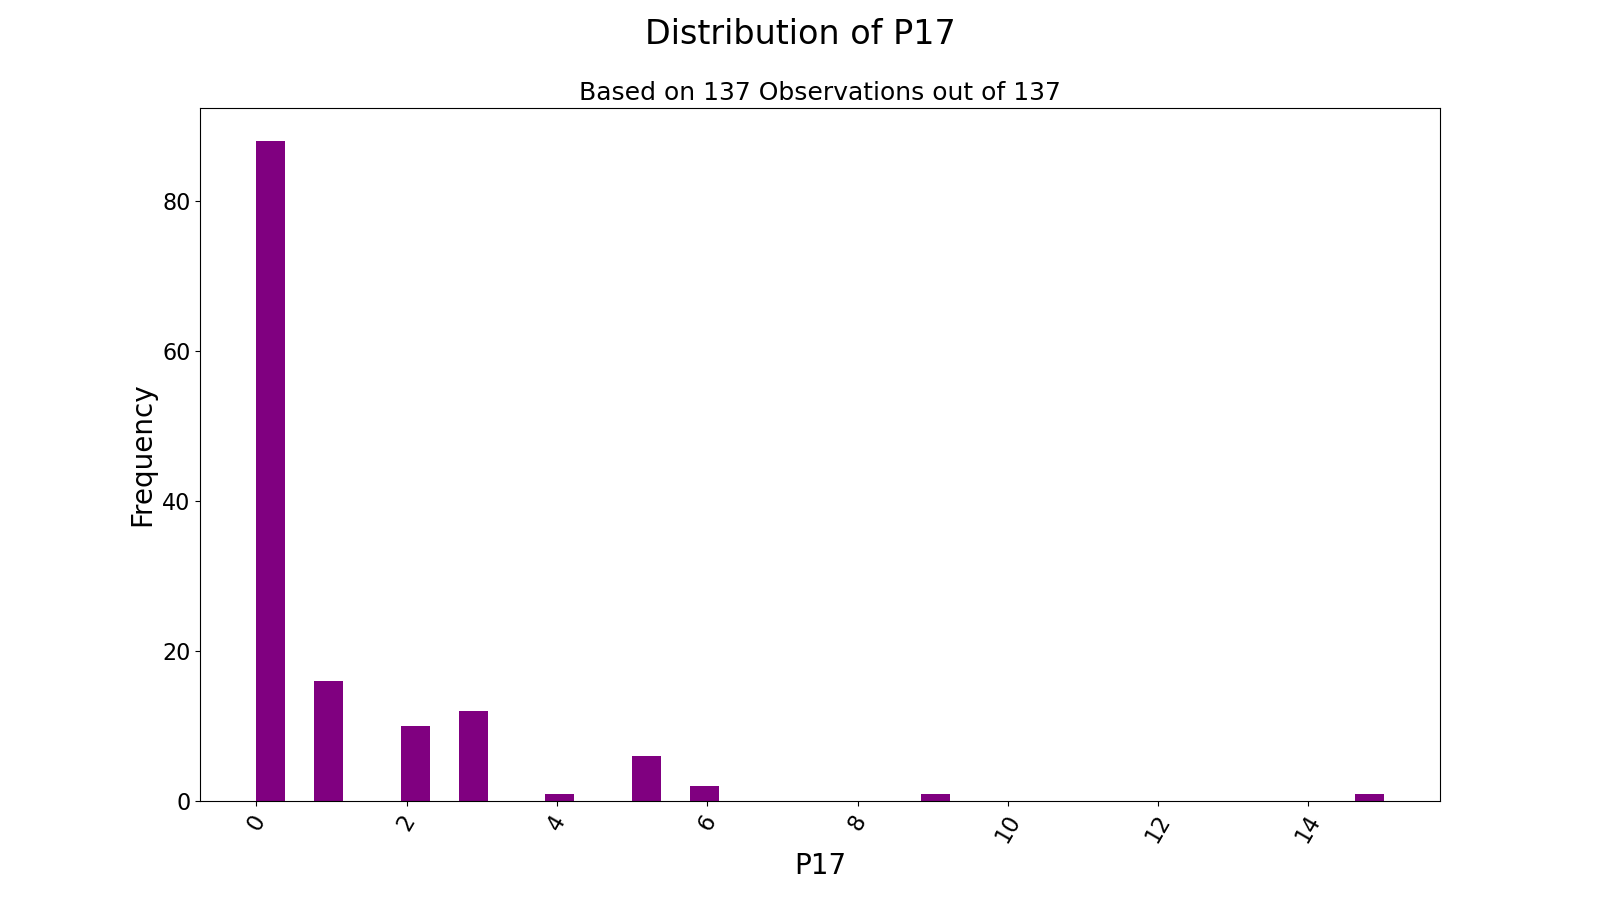 Distribution of P17
Based on 137 Observations out of 137
80
60
40
20
0
Frequency
0 2 4 6 8 10 12 14
P17